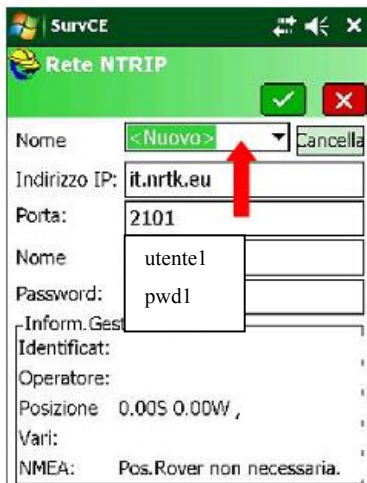 SurvCE
Rete NTRIP
Nome <Nuovo> Cancella
Indirizzo IP: it.nrtk.eu
Porta: 2101
Nome utente1
Password: pwd1
Inform.Gest
Identificat:
Operatore:
Posizione 0.00S 0.00W ,
Vari:
NMEA: Pos.Rover non necessaria.